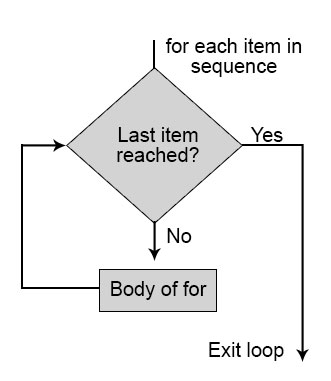 for each item in
sequence
Last item
reached?
Yes
No
Body of for
Exit loop